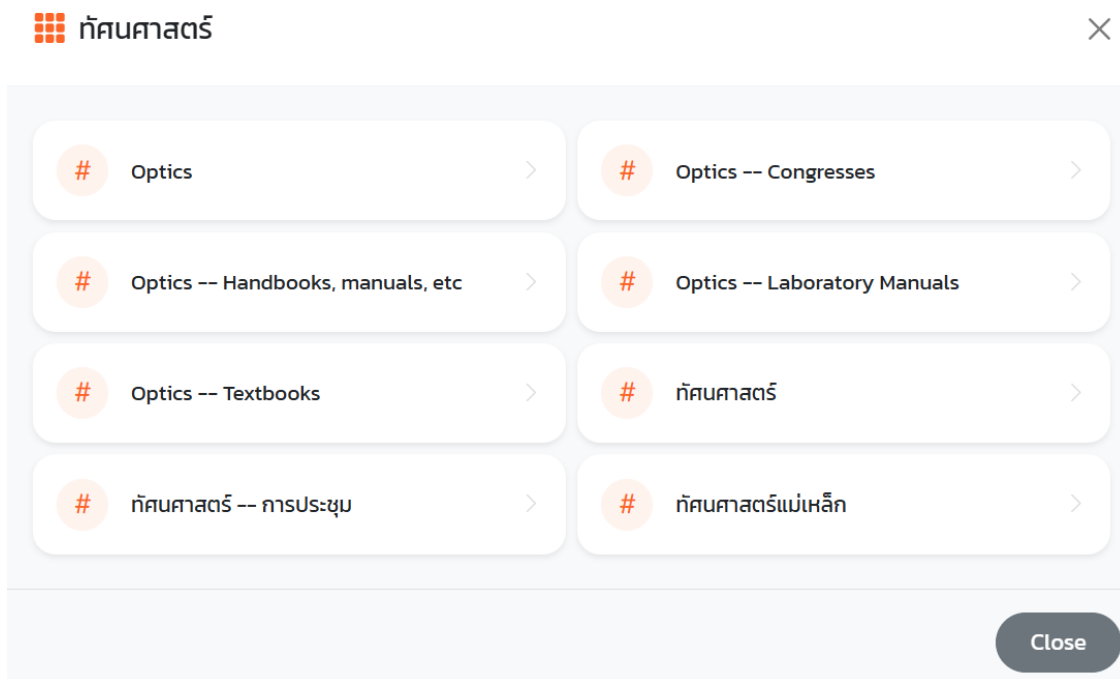 ทัศนศาสตร์
# Optics
# Optics -- Congresses
# Optics -- Handbooks, manuals, etc
# Optics -- Laboratory Manuals
# Optics -- Textbooks
# ทัศนศาสตร์
# ทัศนศาสตร์ -- การประชุม
# ทัศนศาสตร์แม่เหล็ก
Close